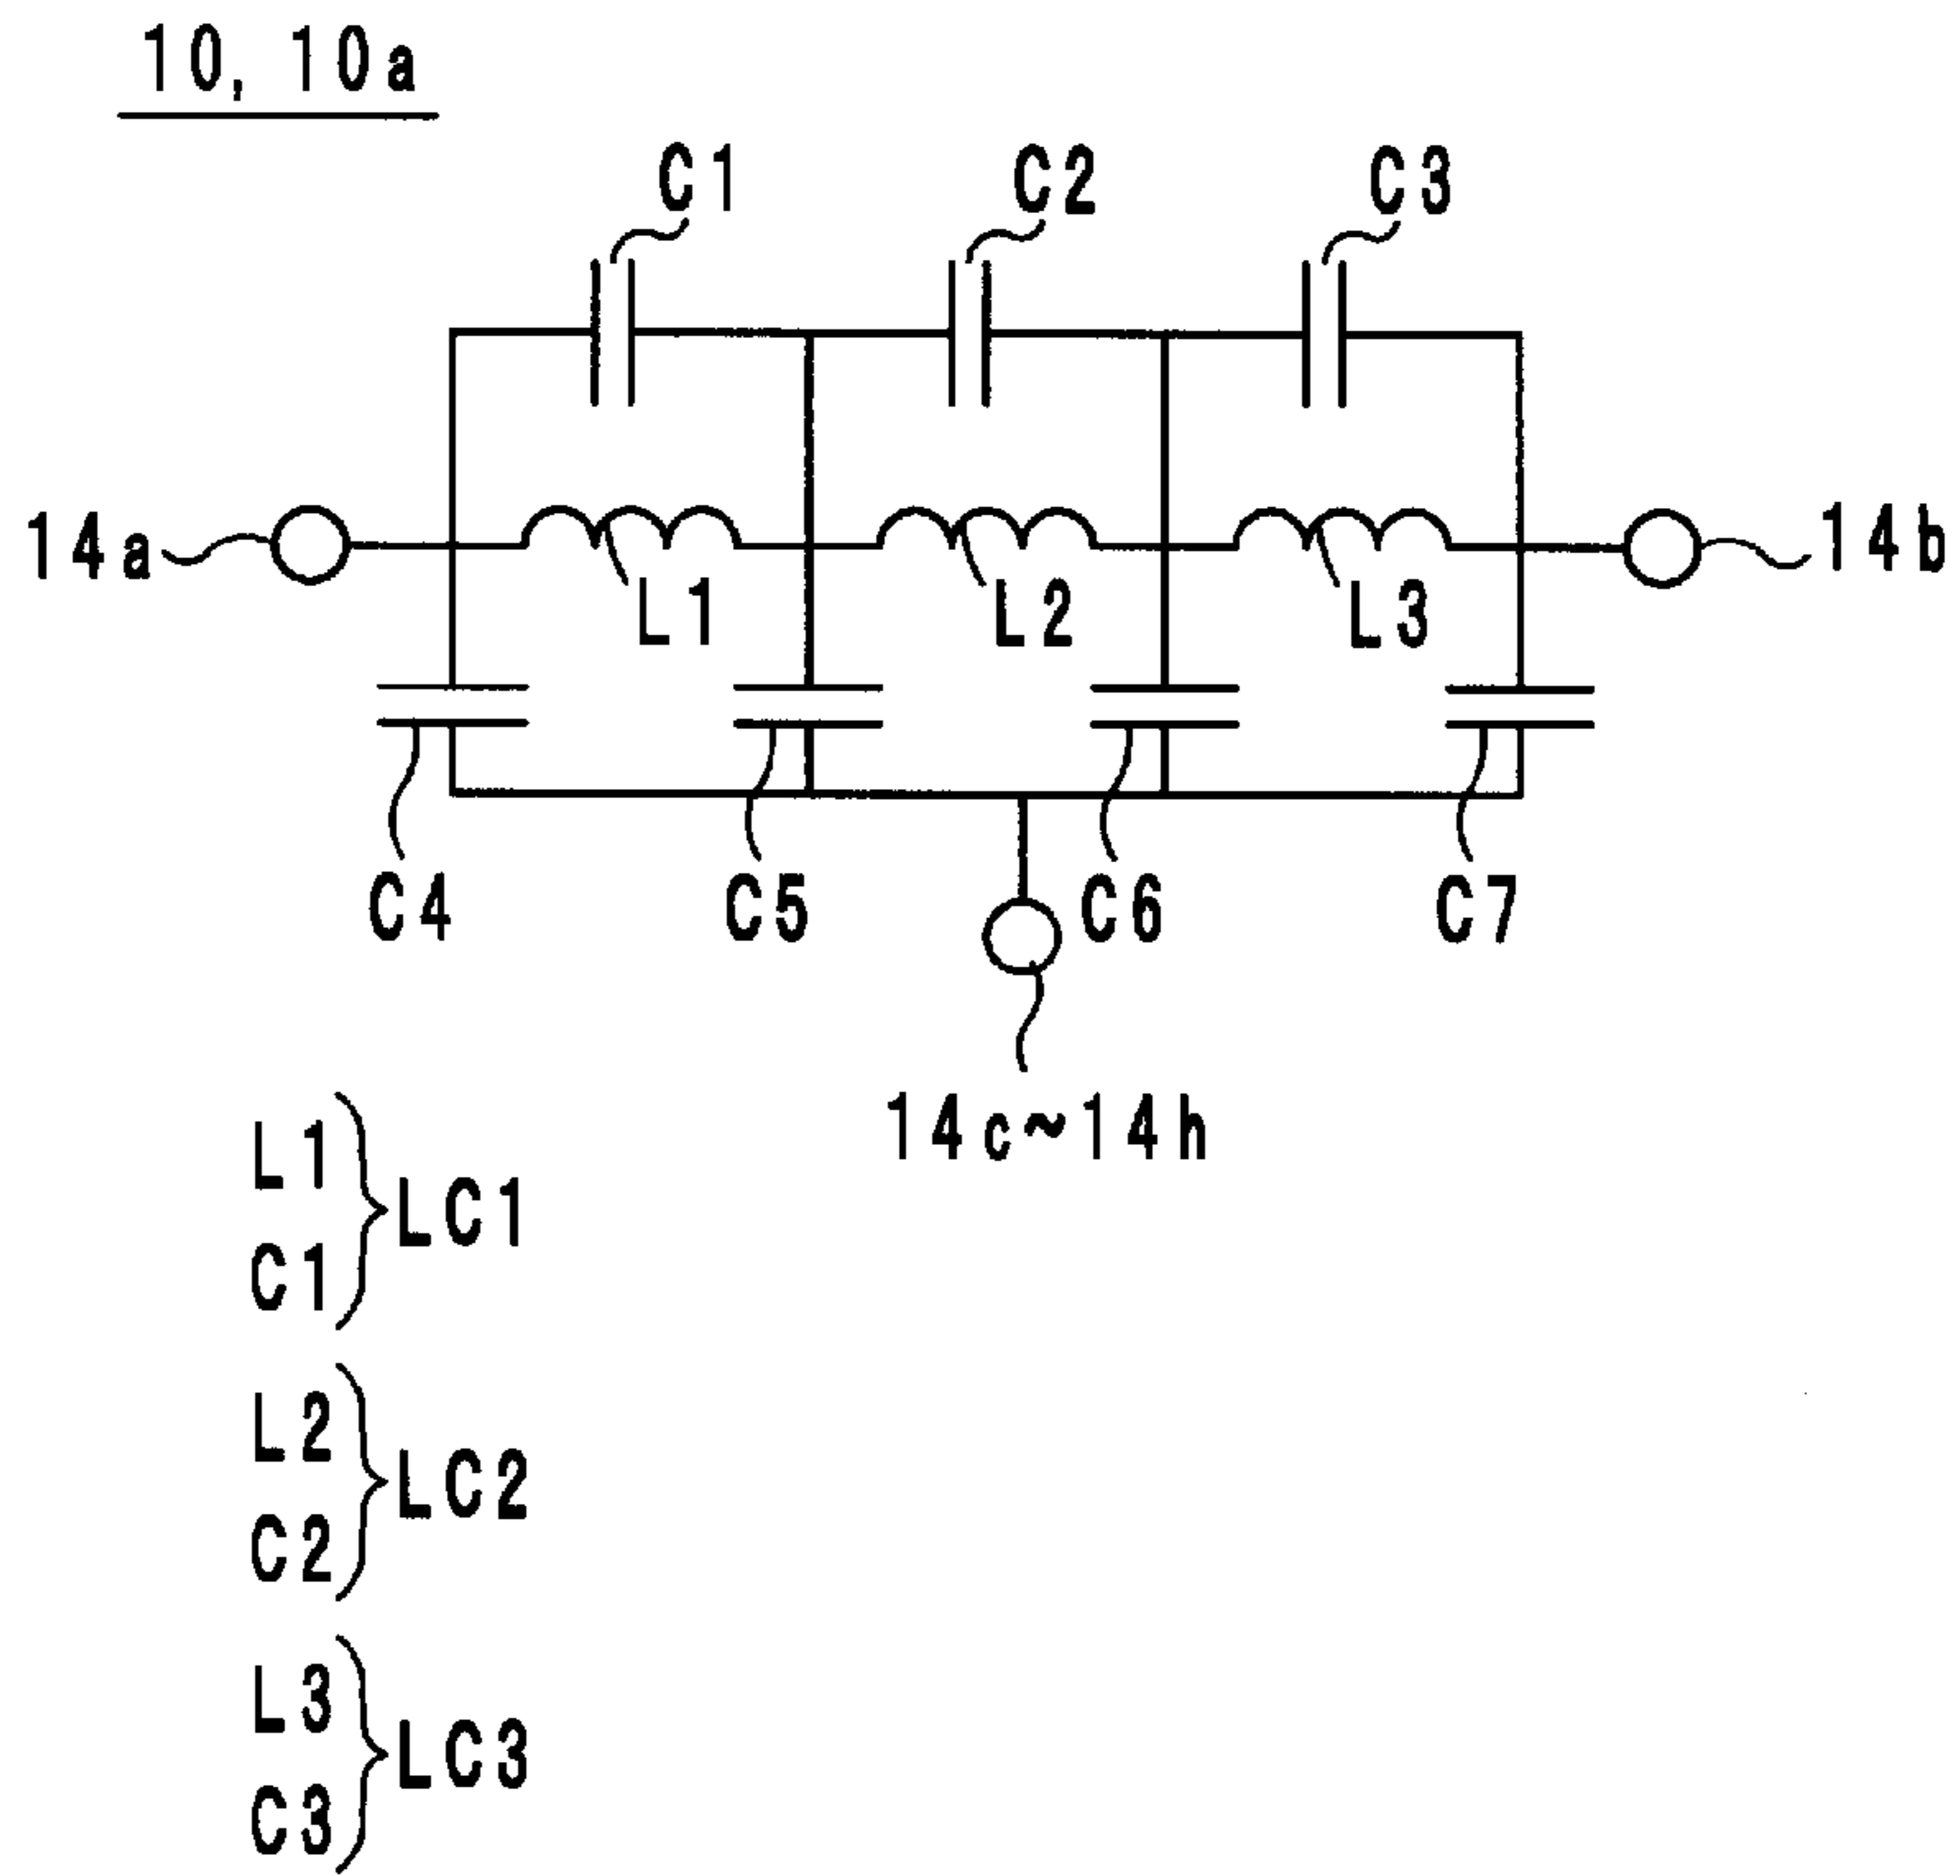 10, 10a
C1 C2 C3
14a 14b
L1 L2 L3
C4 C5 C6 C7
14c~14h
L1
C1
LC1
L2
C2
LC2
L3
C3
LC3